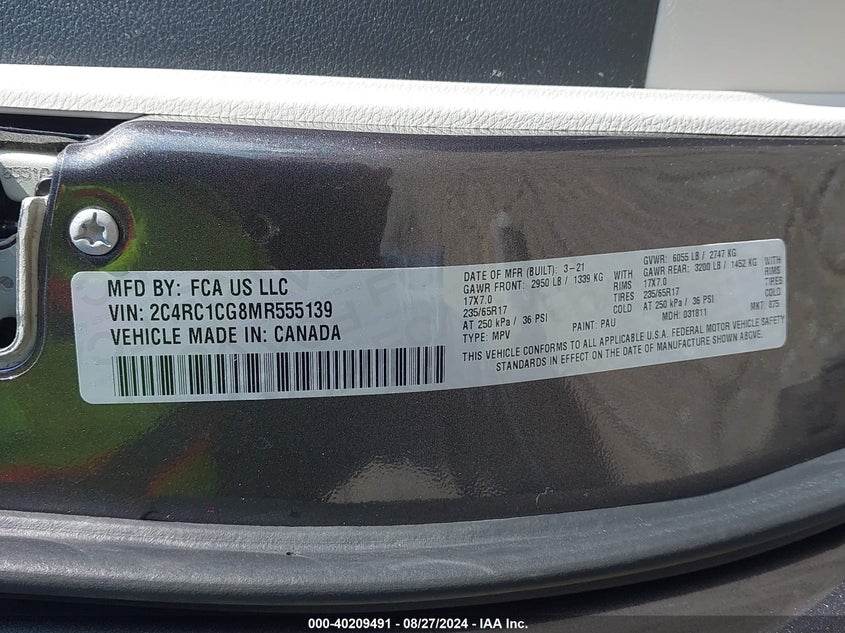 MFD BY: FCA US LLC
VIN: 2C4RC1CG8MR555139
VEHICLE MADE IN: CANADA
DATE OF MFR (BUILT): 3-21
GAWR FRONT: 2950 LB / 1339 KG WITH
17X7.0 RIMS
235/65R17 TIRES
AT 250 kPa / 36 PSI COLD
TYPE: MPV PAINT: PAU
GVWR: 6055 LB / 2747 KG
GAWR REAR: 3200 LB / 1452 KG WITH
17X7.0 RIMS
235/65R17 TIRES
AT 250 kPa / 36 PSI COLD
MDH: 031811 MKT: 875
THIS VEHICLE CONFORMS TO ALL APPLICABLE U.S.A. FEDERAL MOTOR VEHICLE SAFETY
STANDARDS IN EFFECT ON THE DATE OF MANUFACTURE SHOWN ABOVE.
000-40209491 - 08/27/2024 - IAA Inc.